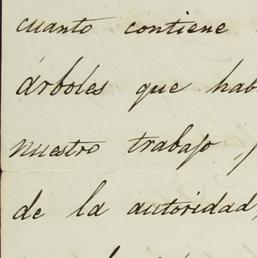 cuanto contiene
árboles que hab
nuestro trabajo,
de la autoridad,